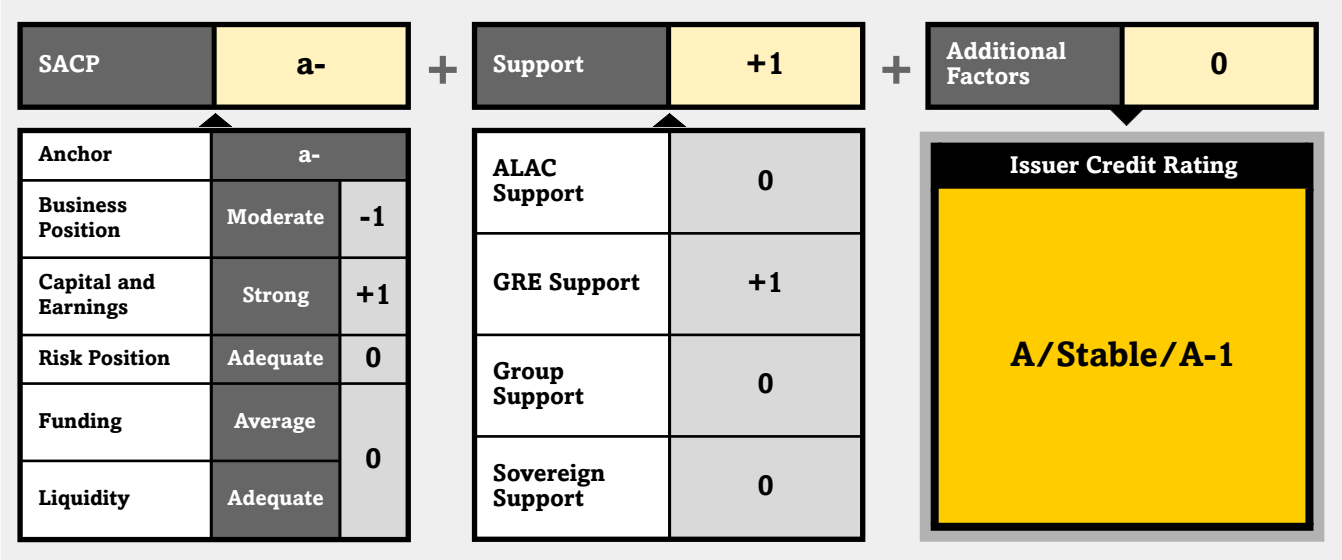 SACP
a-
+
Support
+1
+
Additional
Factors
0
Anchor
a-
Business
Position
Moderate
-1
Capital and
Earnings
Strong
+1
Risk Position
Adequate
0
Funding
Average
0
Liquidity
Adequate
ALAC
Support
0
GRE Support
+1
Group
Support
0
Sovereign
Support
0
Issuer Credit Rating
A/Stable/A-1